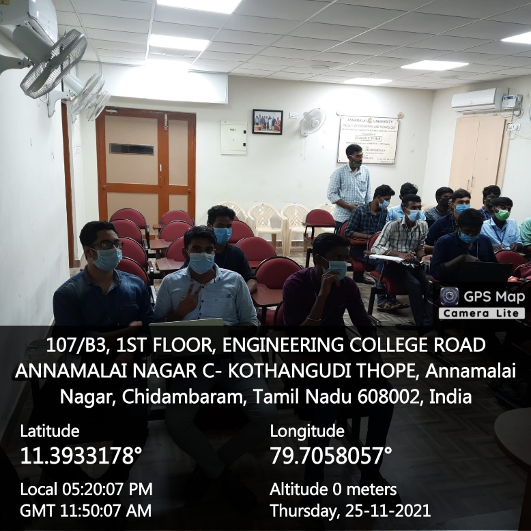 ANNAMALAI UNIVERSITY
GPS Map
Camera Lite
107/B3, 1ST FLOOR, ENGINEERING COLLEGE ROAD
ANNAMALAI NAGAR C- KOTHANGUDI THOPE, Annamalai
Nagar, Chidambaram, Tamil Nadu 608002, India
Latitude
11.3933178°
Longitude
79.7058057°
Local 05:20:07 PM
GMT 11:50:07 AM
Altitude 0 meters
Thursday, 25-11-2021